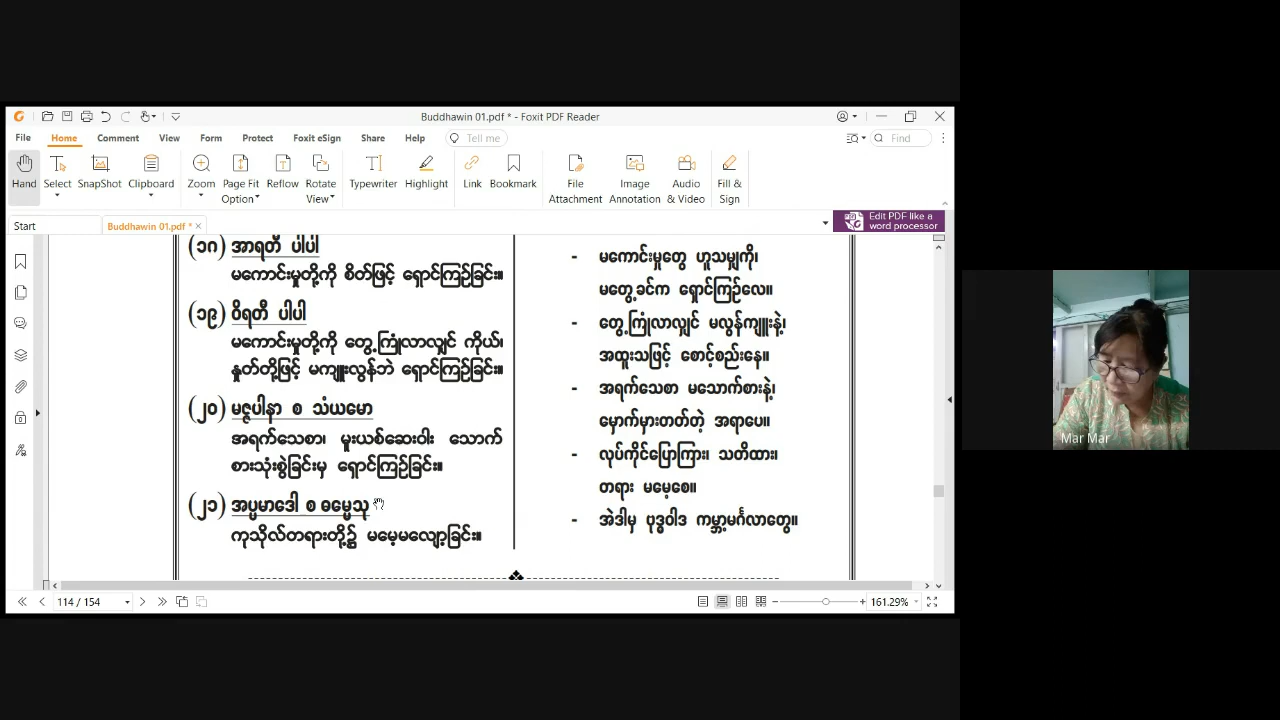 Buddhawin 01.pdf * - Foxit PDF Reader
File Home Comment View Form Protect Foxit eSign Share Help Tell me Find
Hand Select SnapShot Clipboard Zoom Page Fit Option Reflow Rotate View Typewriter Highlight Link Bookmark File Attachment Image Annotation Audio & Video Fill & Sign
Start Buddhawin 01.pdf * Edit PDF like a word processor
(၁၈) အာရတီ ပါပါ
မကောင်းမှုတို့ကို စိတ်ဖြင့် ရှောင်ကြဉ်ခြင်း။
(၁၉) ဝိရတီ ပါပါ
မကောင်းမှုတို့ကို တွေ့ကြုံလာလျှင် ကိုယ်၊
နှုတ်တို့ဖြင့် မကျူးလွန်ဘဲ ရှောင်ကြဉ်ခြင်း။
(၂၀) မဇ္ဇပါနာ စ သံယမော
အရက်သေစာ၊ မူးယစ်ဆေးဝါး သောက်
စားသုံးစွဲခြင်းမှ ရှောင်ကြဉ်ခြင်း။
(၂၁) အပ္ပမာဒေါ စ ဓမ္မေသု
ကုသိုလ်တရားတို့၌ မမေ့မလျော့ခြင်း။
- မကောင်းမှုတွေ ဟူသမျှကို၊
မတွေ့ခင်က ရှောင်ကြဉ်လေ။
- တွေ့ကြုံလာလျှင် မလွန်ကျူးနဲ့၊
အထူးသဖြင့် စောင့်စည်းနေ။
- အရက်သေစာ မသောက်စားနဲ့၊
မှောက်မှားတတ်တဲ့ အရာပေ။
- လုပ်ကိုင်ပြောကြား၊ သတိထား၊
တရား မမေ့စေ။
- အဲဒါမှ ဗုဒ္ဓဝါဒ ကမ္ဘာ့မင်္ဂလာတွေ။
114 / 154 161.29%
Mar Mar